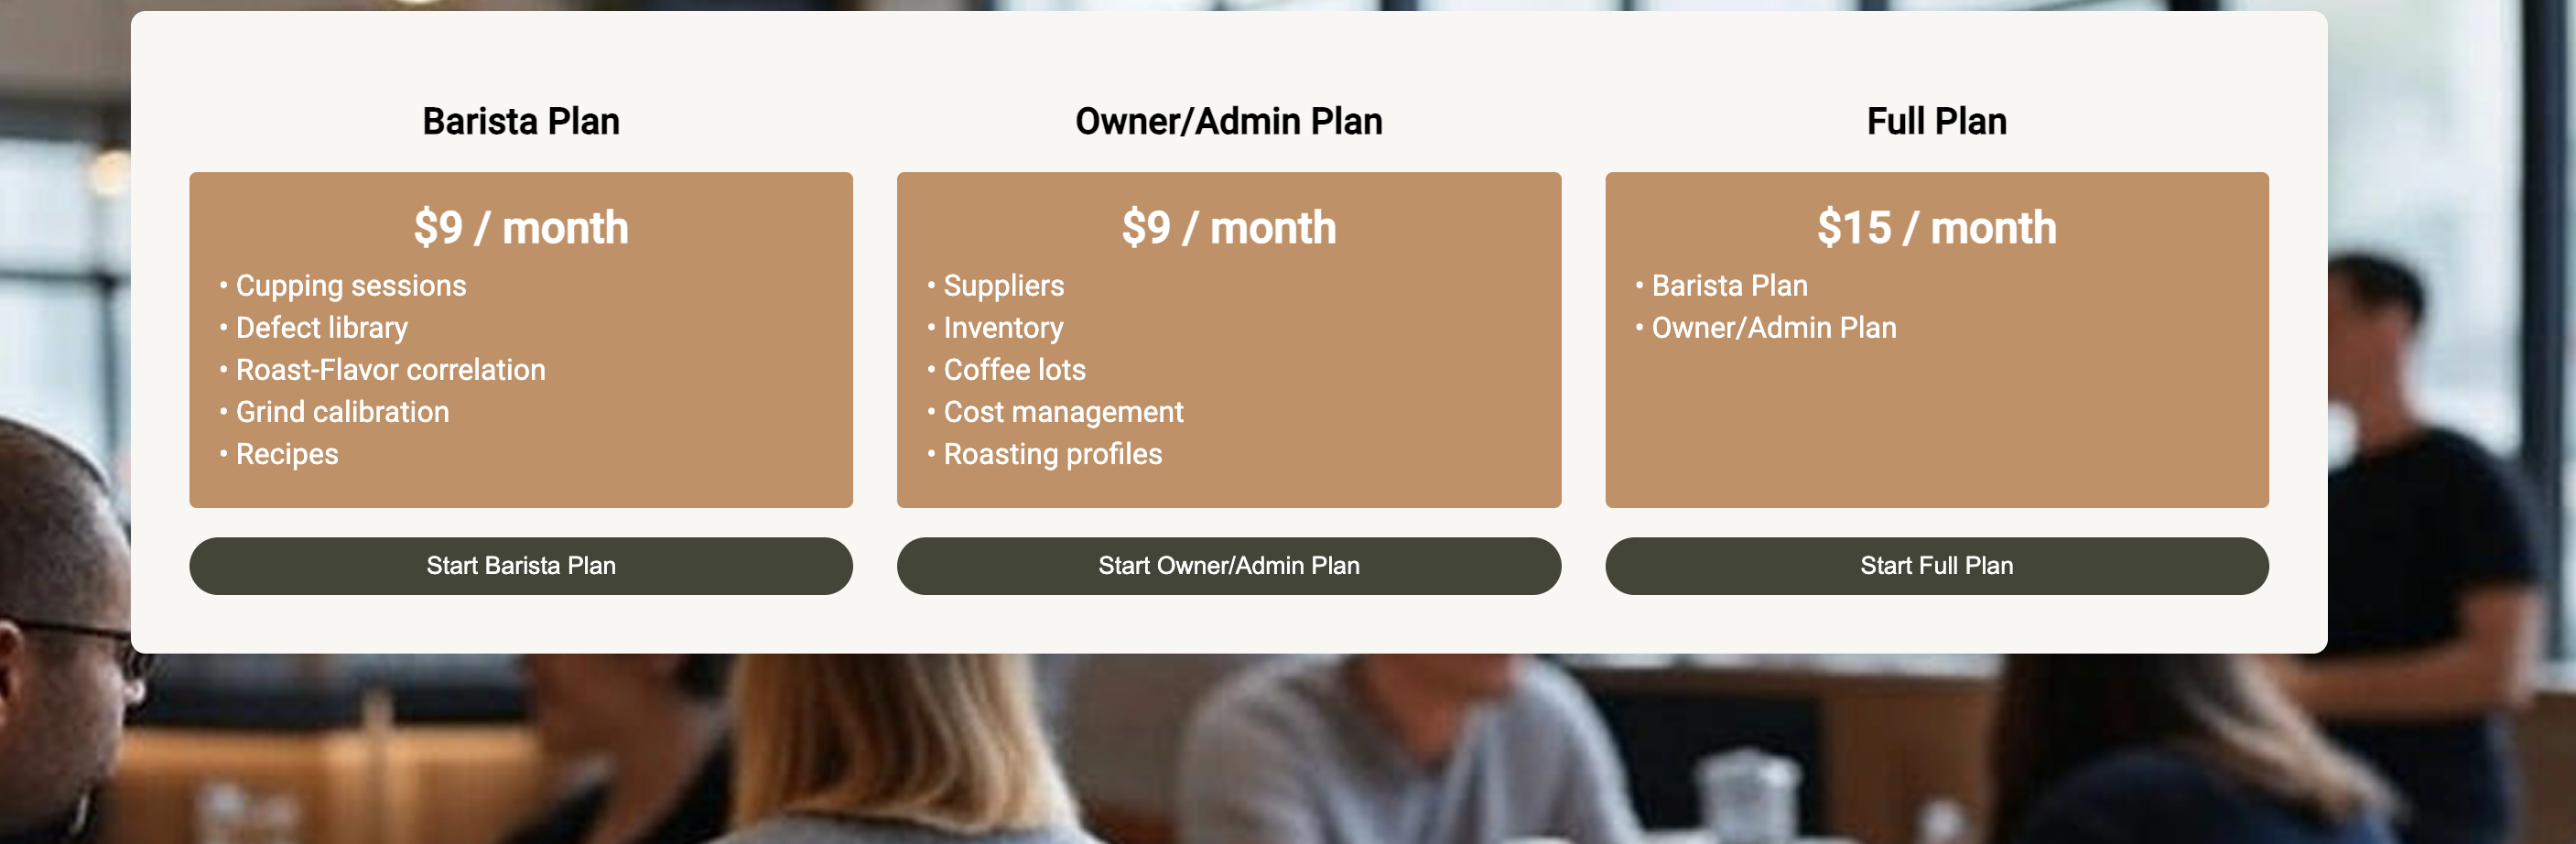 Barista Plan
$9 / month
• Cupping sessions
• Defect library
• Roast-Flavor correlation
• Grind calibration
• Recipes
Start Barista Plan
Owner/Admin Plan
$9 / month
• Suppliers
• Inventory
• Coffee lots
• Cost management
• Roasting profiles
Start Owner/Admin Plan
Full Plan
$15 / month
• Barista Plan
• Owner/Admin Plan
Start Full Plan